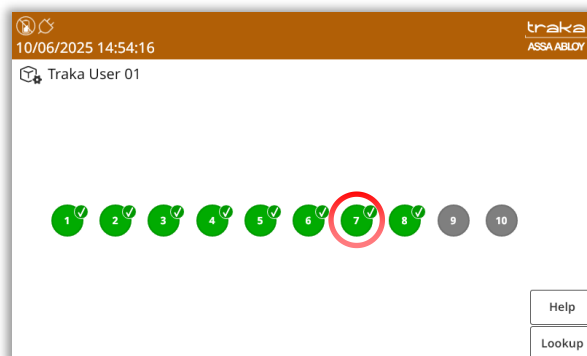 traka
10/06/2025 14:54:16
ASSA ABLOY
Traka User 01
1 2 3 4 5 6 7 8 9 10
Help
Lookup